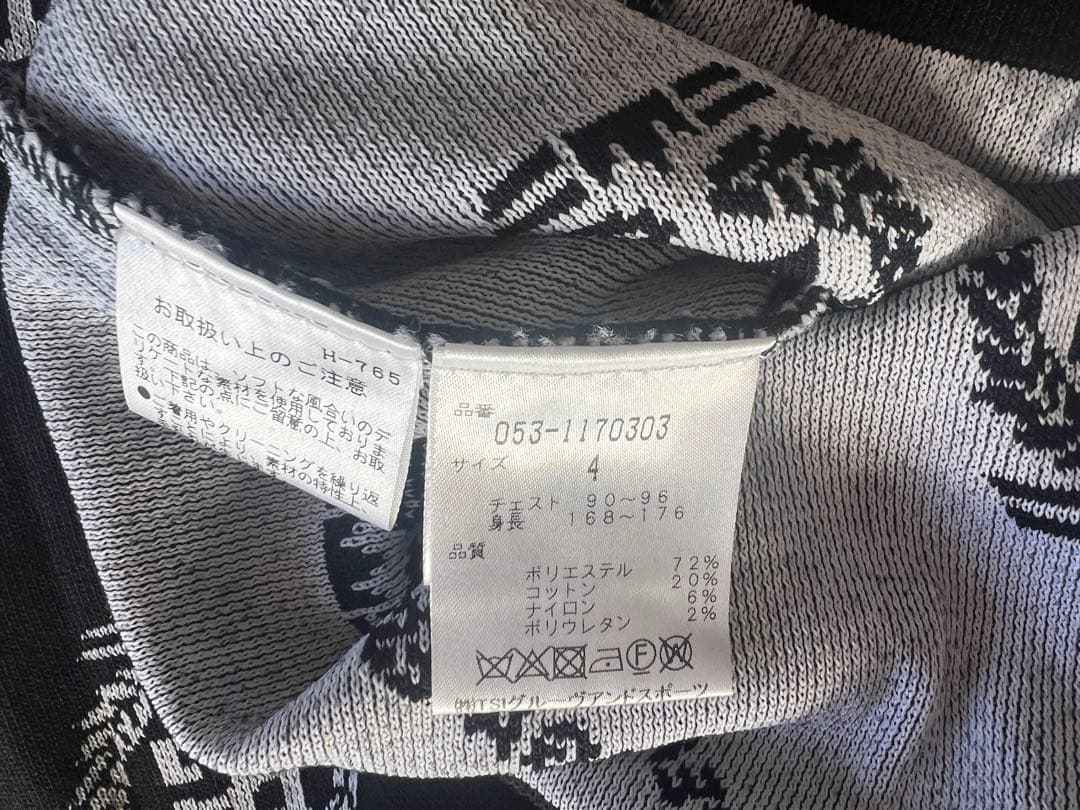 H-765
お取扱い上のご注意
この商品は、ソフトな風合いのデ
リケートな素材を使用しておりま
す。下記の点にご留意の上、お取
扱い下さい。
●ご着用やクリーニングを繰り返
すことにより、素材の特性上、
品番
053-1170303
サイズ
4
チェスト 90～96
身長 168～176
品質
ポリエステル 72%
コットン 20%
ナイロン 6%
ポリウレタン 2%
F W
㈱TSIグルーヴアンドスポーツ